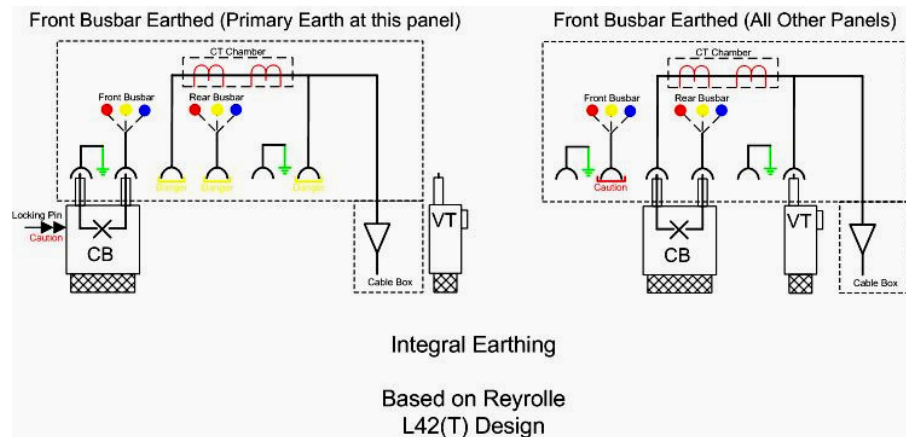 Front Busbar Earthed (Primary Earth at this panel)
Front Busbar Earthed (All Other Panels)
CT Chamber
Front Busbar
Rear Busbar
Danger
Danger
Danger
Locking Pin
Caution
CB
VT
Cable Box
CT Chamber
Front Busbar
Rear Busbar
Caution
CB
VT
Cable Box
Integral Earthing
Based on Reyrolle
L42(T) Design